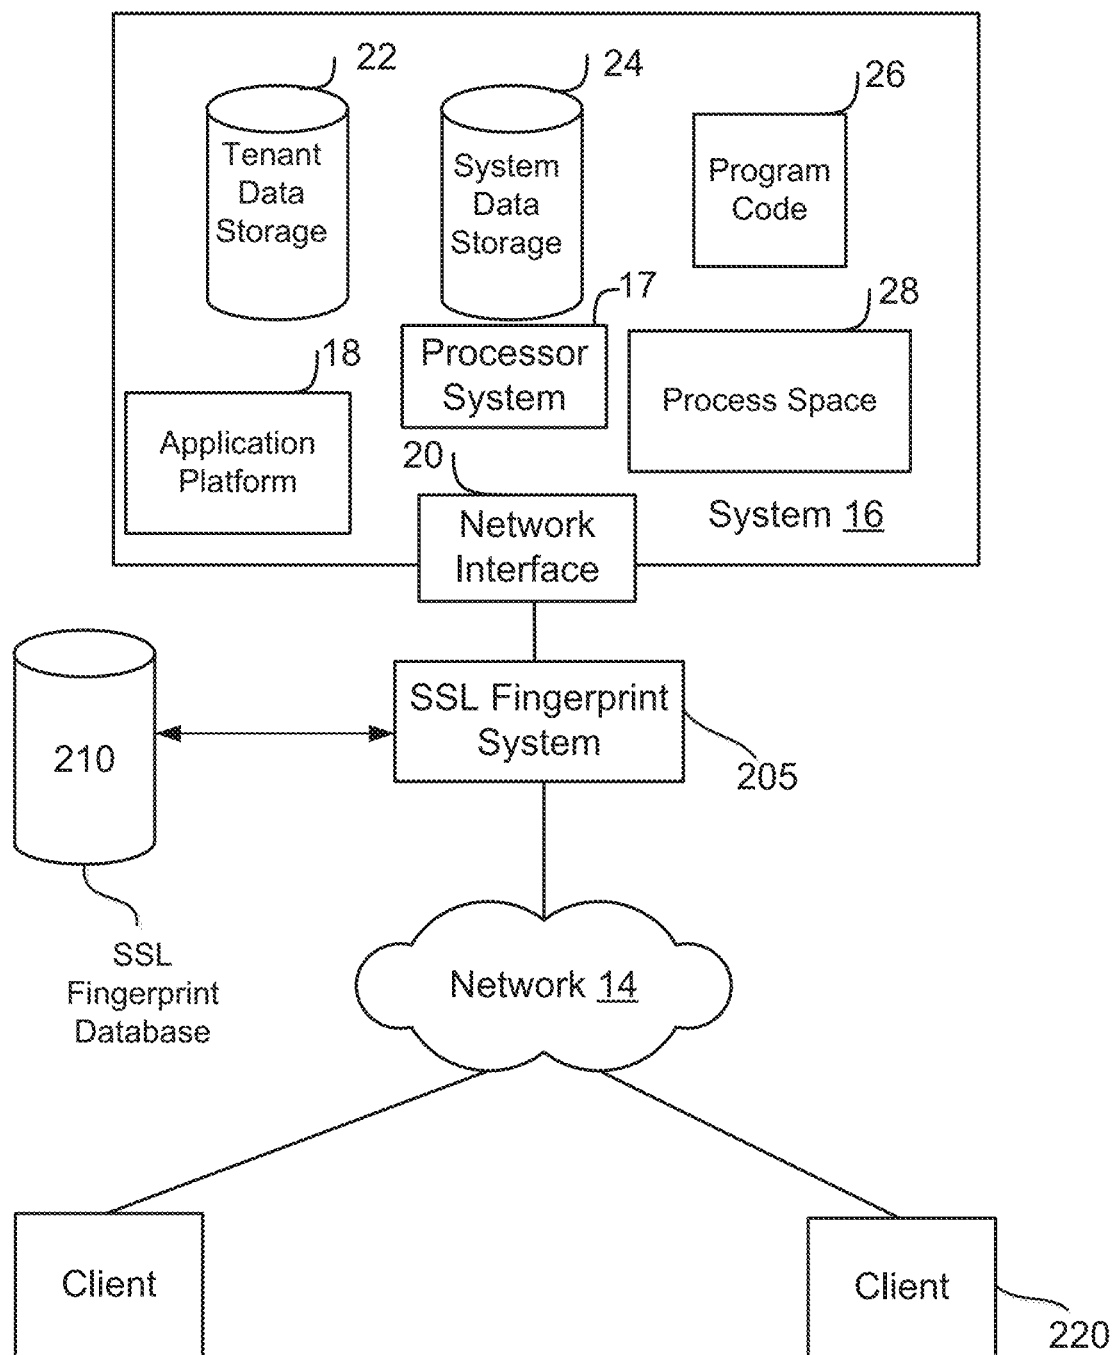 22
24
26
Tenant
Data
Storage
System
Data
Storage
Program
Code
17
28
18
Processor
System
Process Space
Application
Platform
20
Network
Interface
System 16
SSL Fingerprint
System
210
205
SSL
Fingerprint
Database
Network 14
Client
Client
220